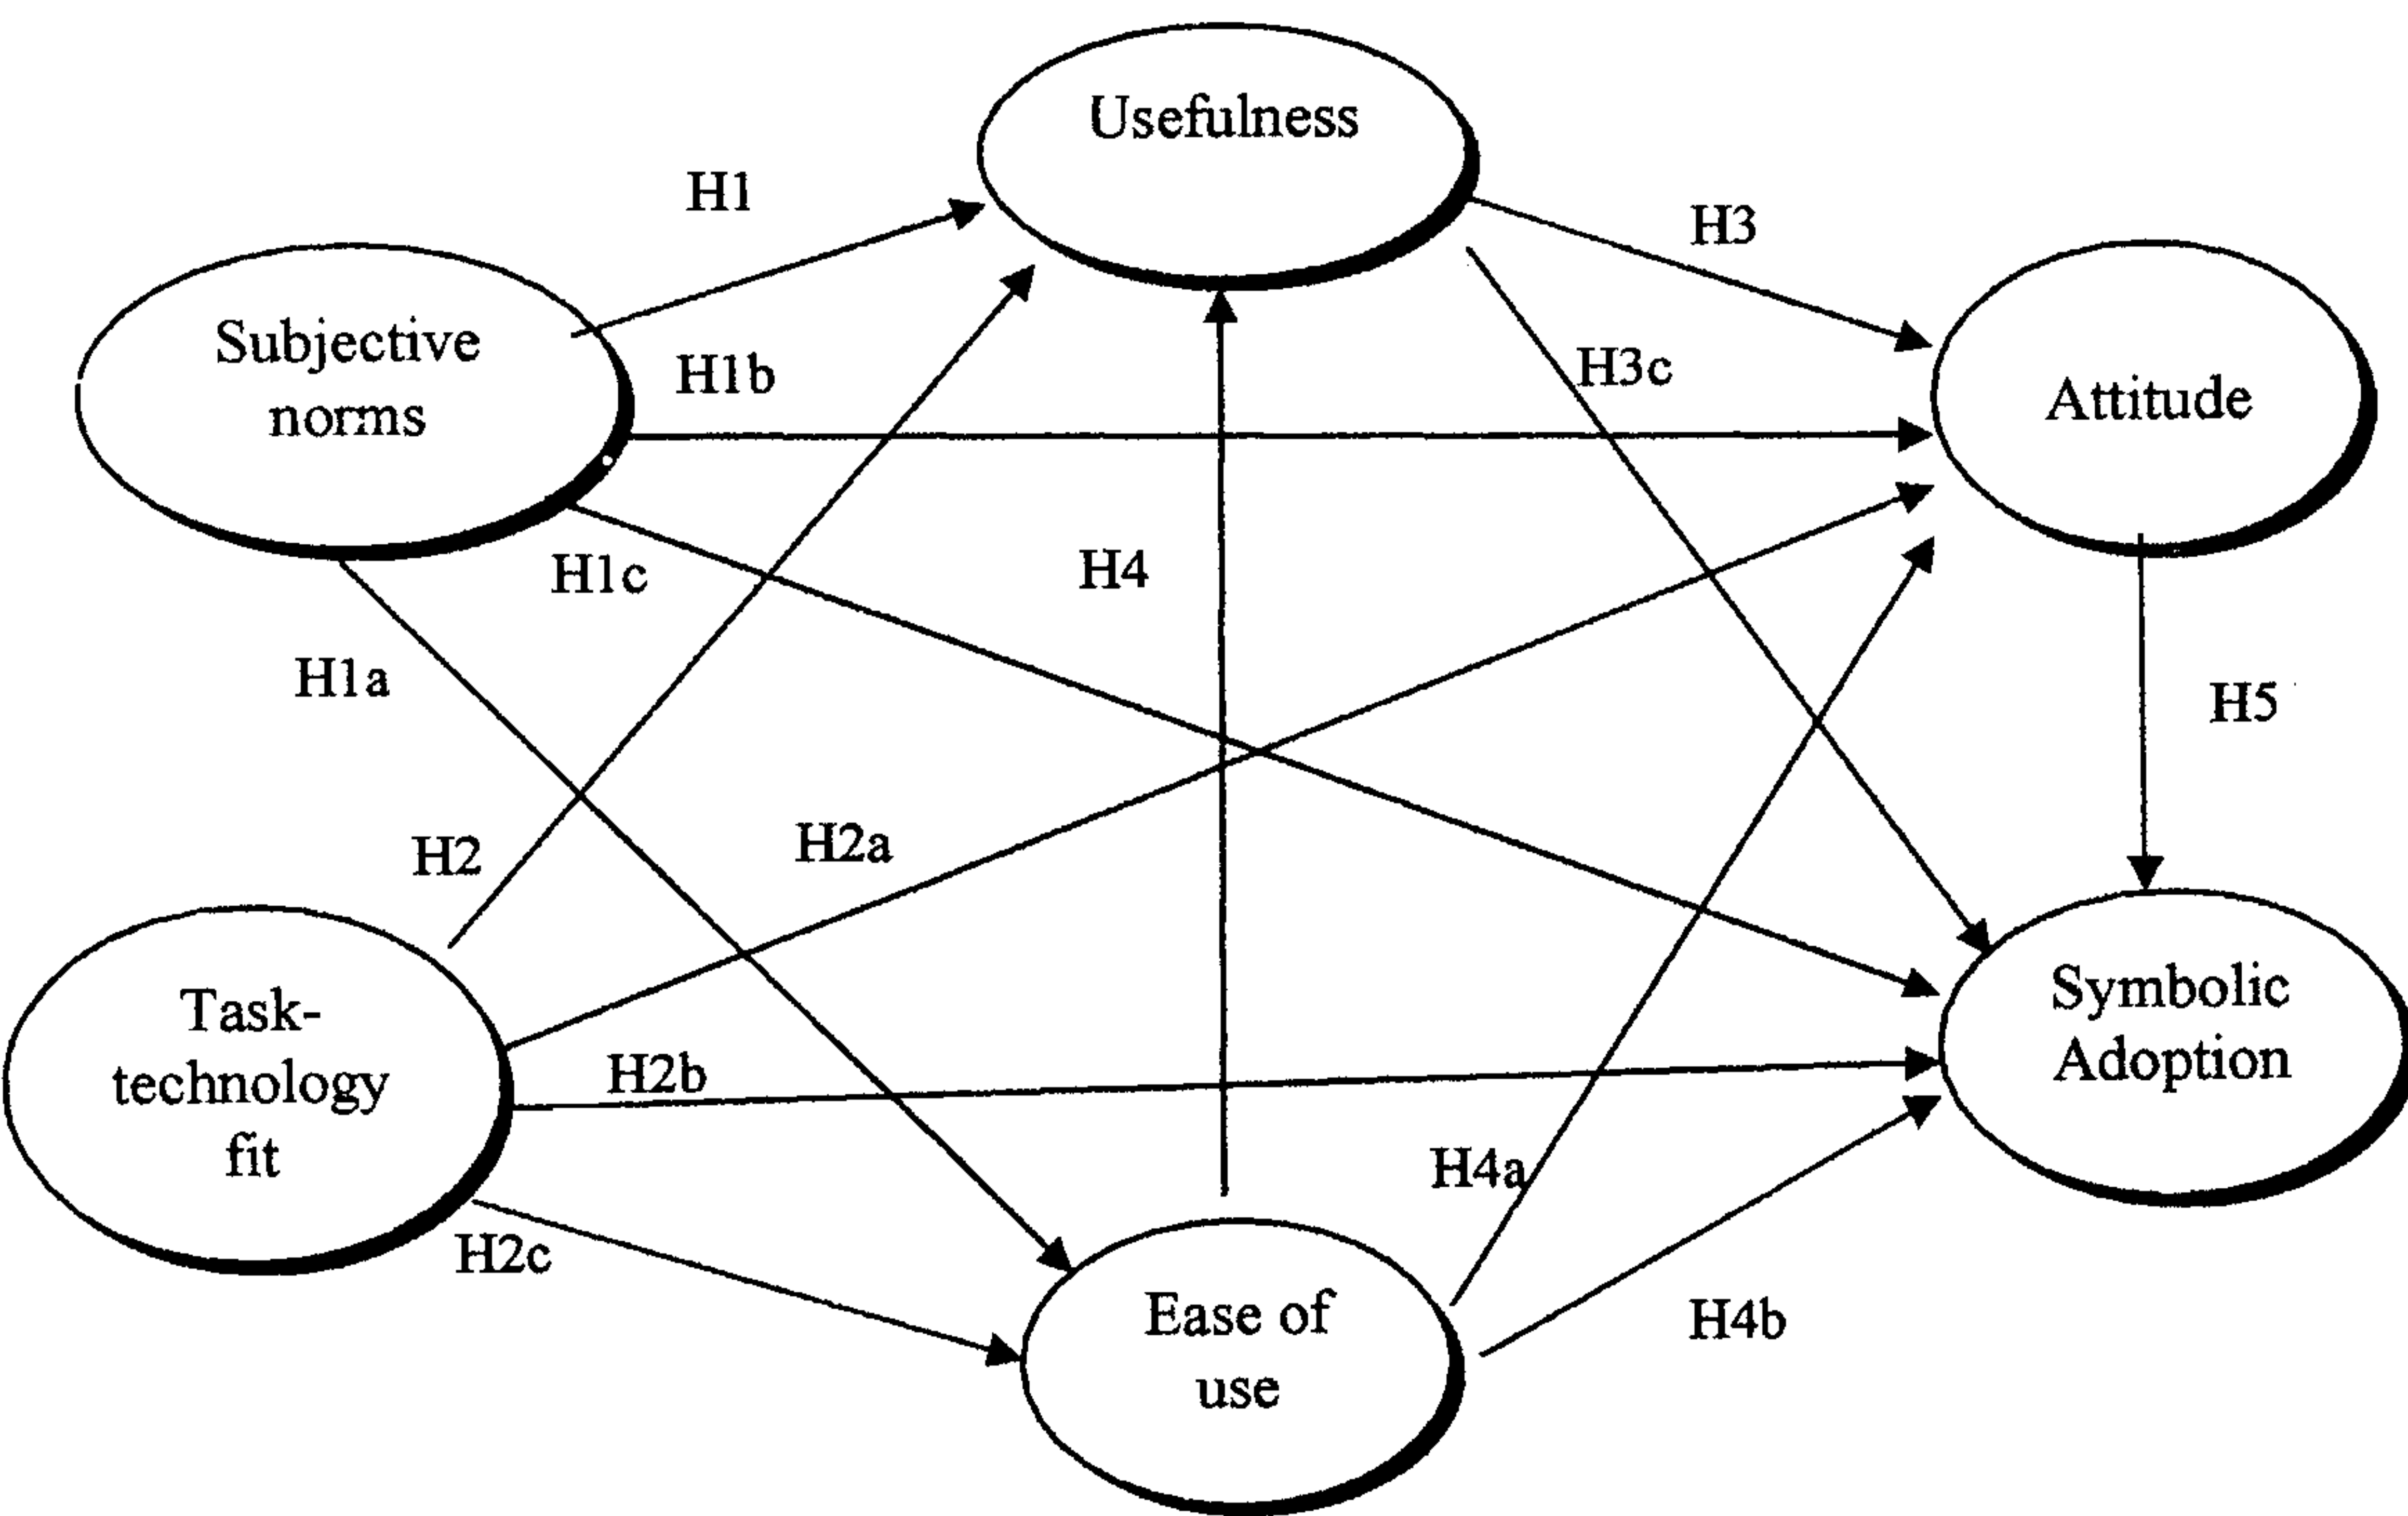 Usefulness
H1
H3
Subjective
norms
H1b
H3c
Attitude
H1c
H4
H1a
H5
H2
H2a
Task-
technology
fit
H2b
Symbolic
Adoption
H4a
H2c
Ease of
use
H4b